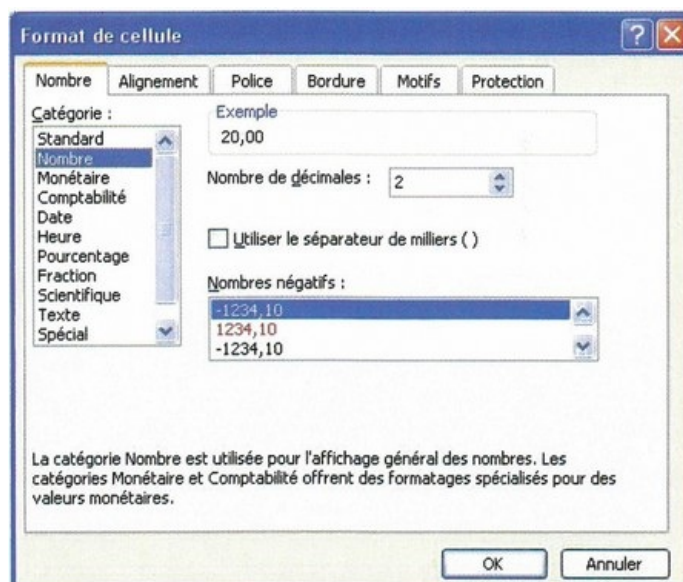 Format de cellule
Nombre Alignement Police Bordure Motifs Protection
Catégorie :
Standard
Nombre
Monétaire
Comptabilité
Date
Heure
Pourcentage
Fraction
Scientifique
Texte
Spécial
Exemple
20,00
Nombre de décimales : 2
Utiliser le séparateur de milliers ( )
Nombres négatifs :
-1234,10
1234,10
-1234,10
La catégorie Nombre est utilisée pour l'affichage général des nombres. Les
catégories Monétaire et Comptabilité offrent des formatages spécialisés pour des
valeurs monétaires.
OK Annuler